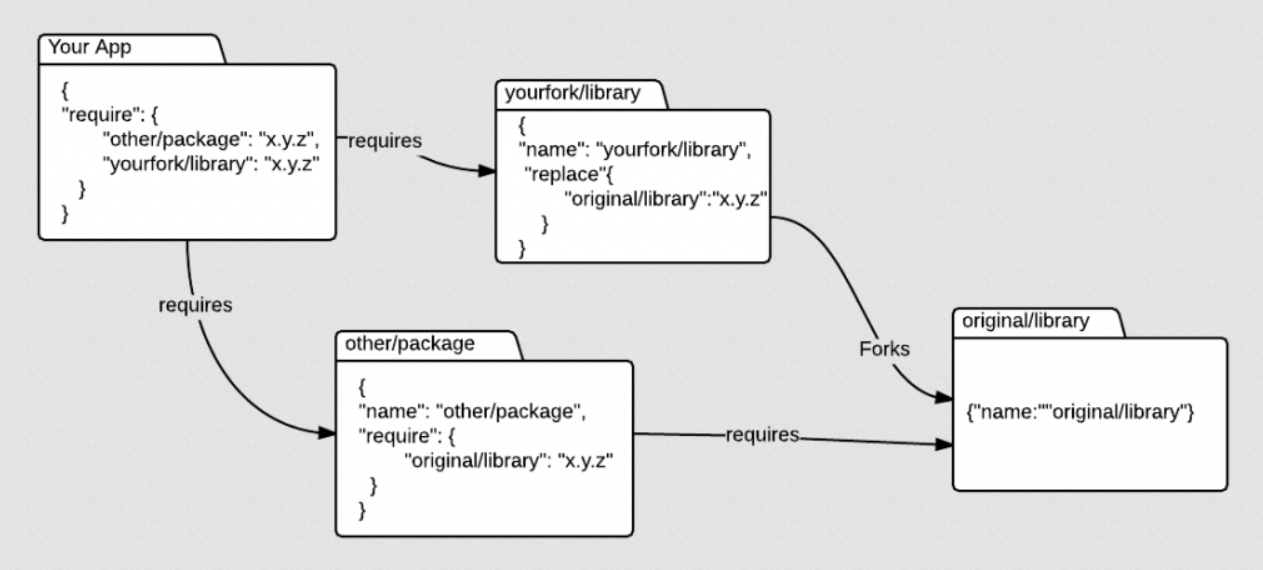 Your App
{
"require": {
"other/package": "x.y.z",
"yourfork/library": "x.y.z"
}
}
requires
yourfork/library
{
"name": "yourfork/library",
"replace"{
"original/library":"x.y.z"
}
}
requires
other/package
{
"name": "other/package",
"require": {
"original/library": "x.y.z"
}
}
requires
Forks
original/library
{"name:""original/library"}